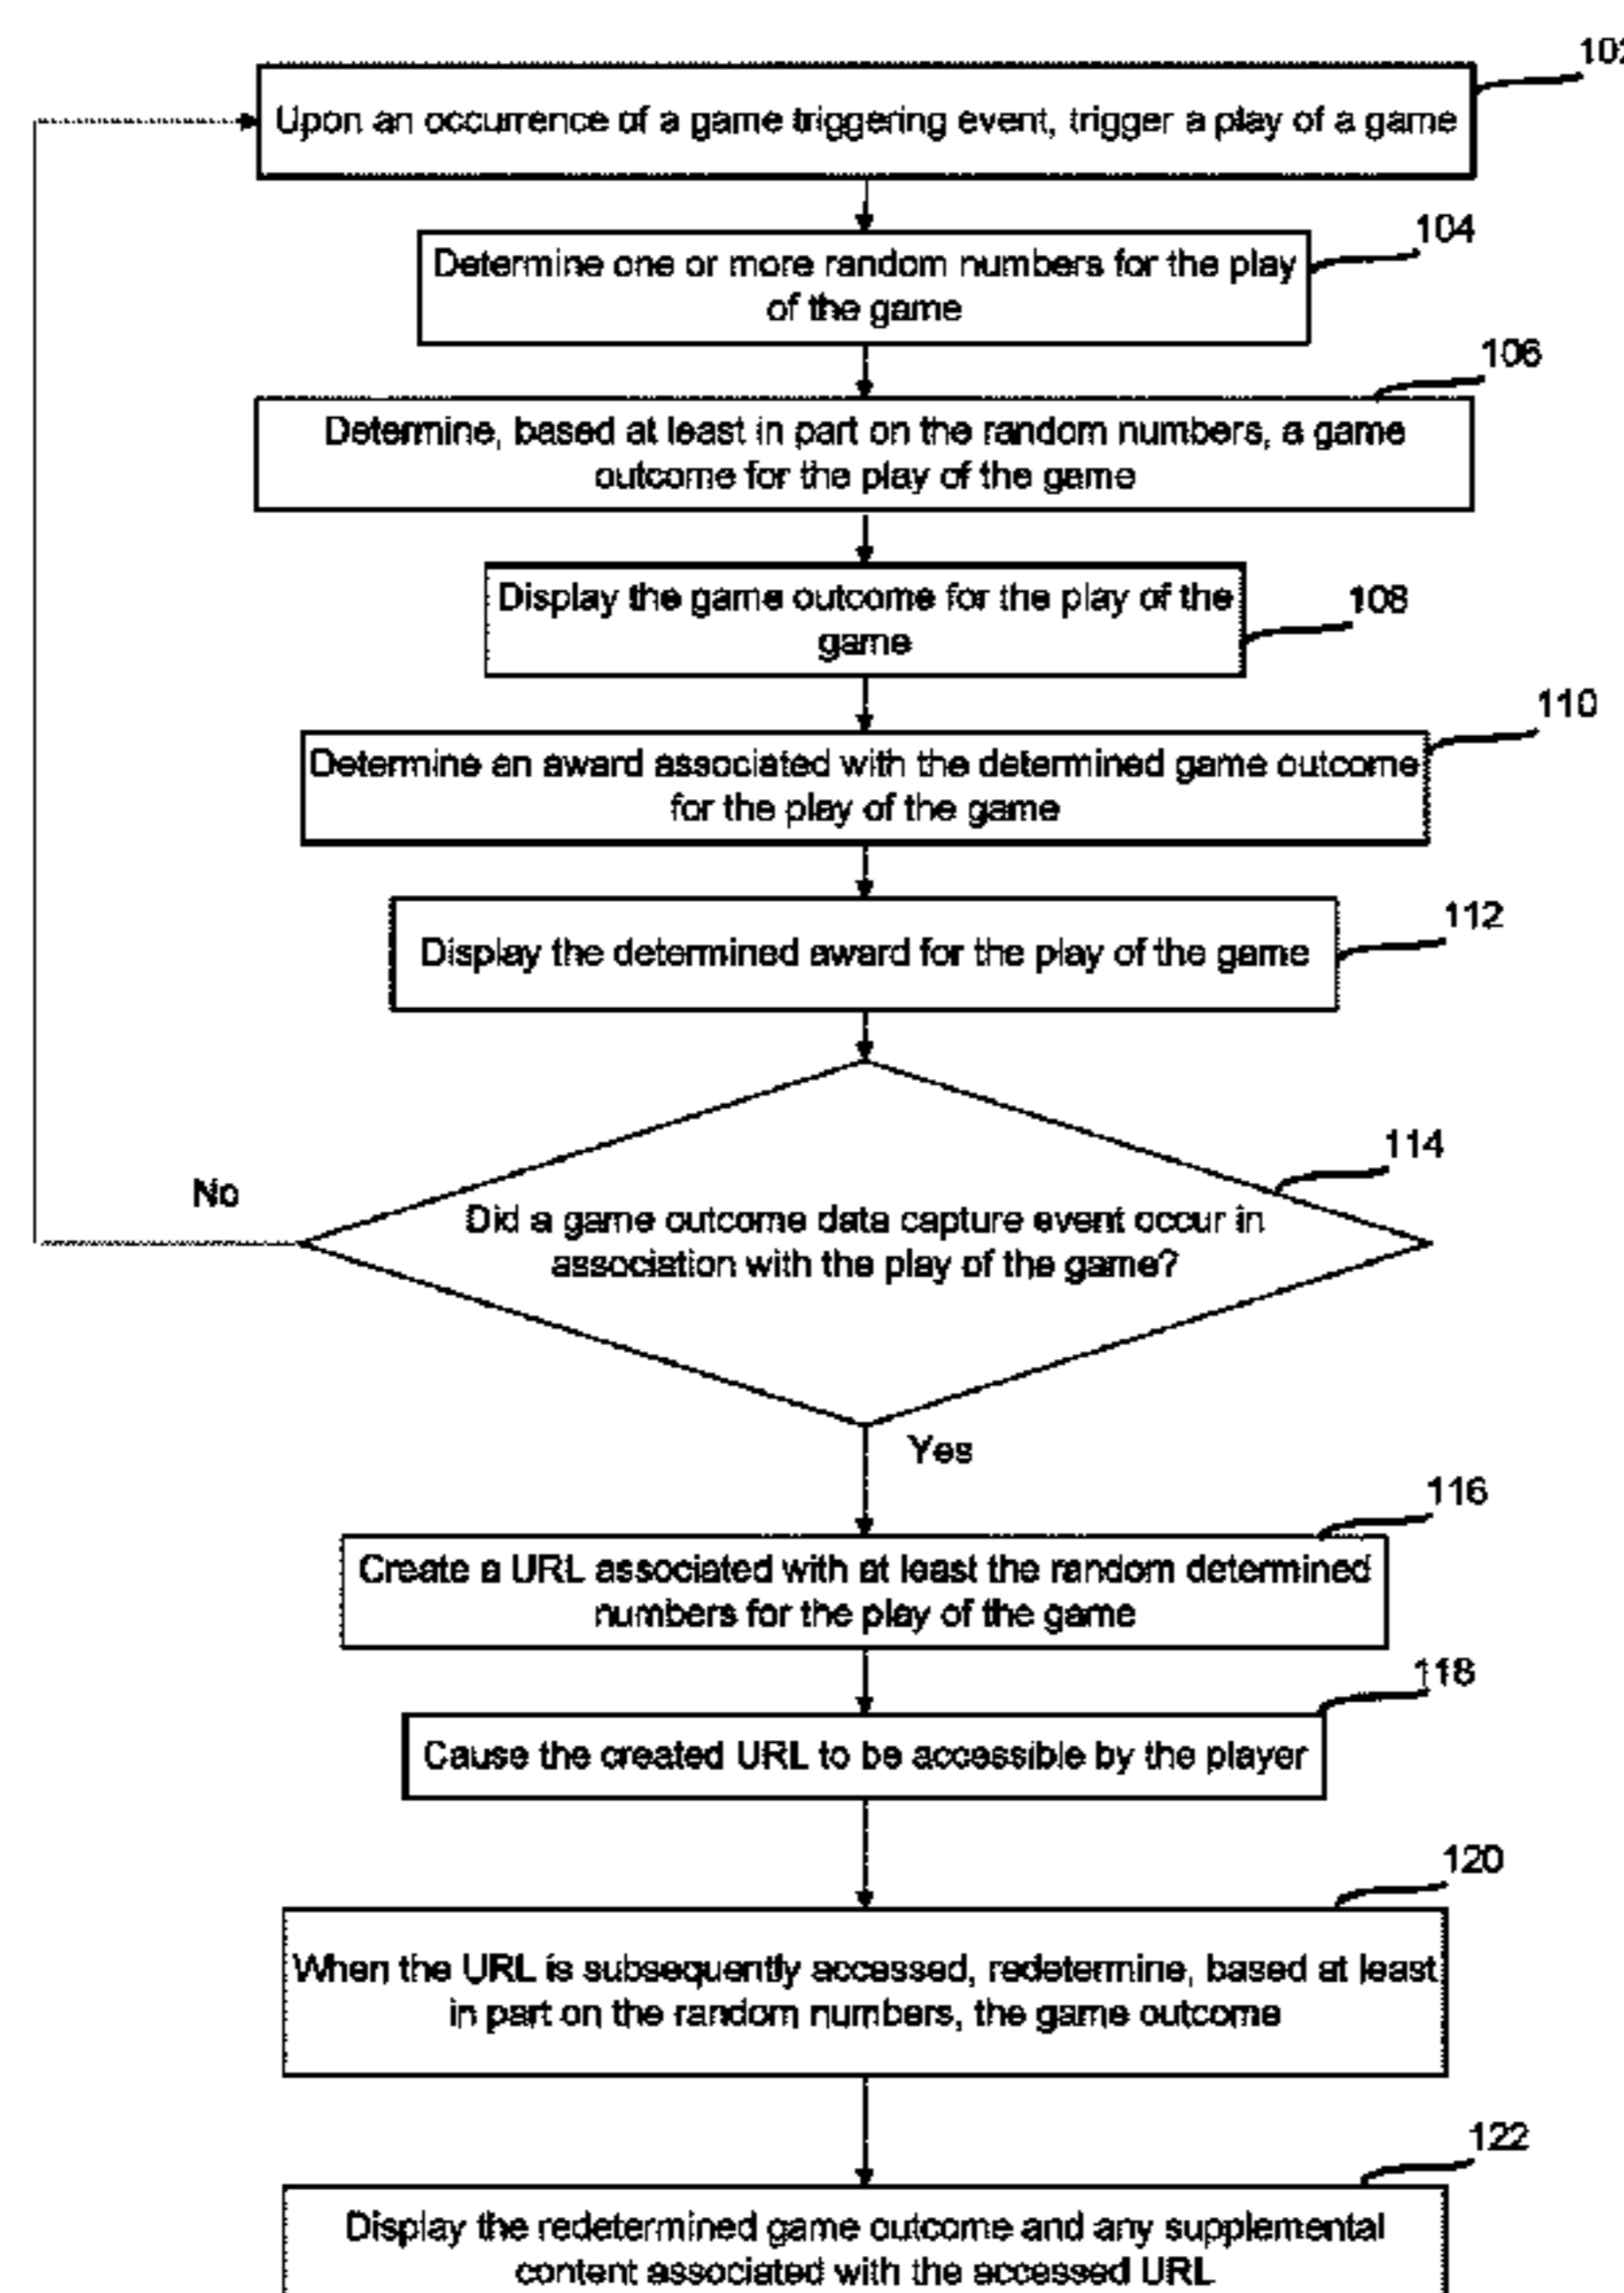 102
Upon an occurrence of a game triggering event, trigger a play of a game
104
Determine one or more random numbers for the play
of the game
106
Determine, based at least in part on the random numbers, a game
outcome for the play of the game
Display the game outcome for the play of the
game
108
110
Determine an award associated with the determined game outcome
for the play of the game
112
Display the determined award for the play of the game
114
No
Did a game outcome data capture event occur in
association with the play of the game?
Yes
116
Create a URL associated with at least the random determined
numbers for the play of the game
118
Cause the created URL to be accessible by the player
120
When the URL is subsequently accessed, redetermine, based at least
in part on the random numbers, the game outcome
122
Display the redetermined game outcome and any supplemental
content associated with the accessed URL